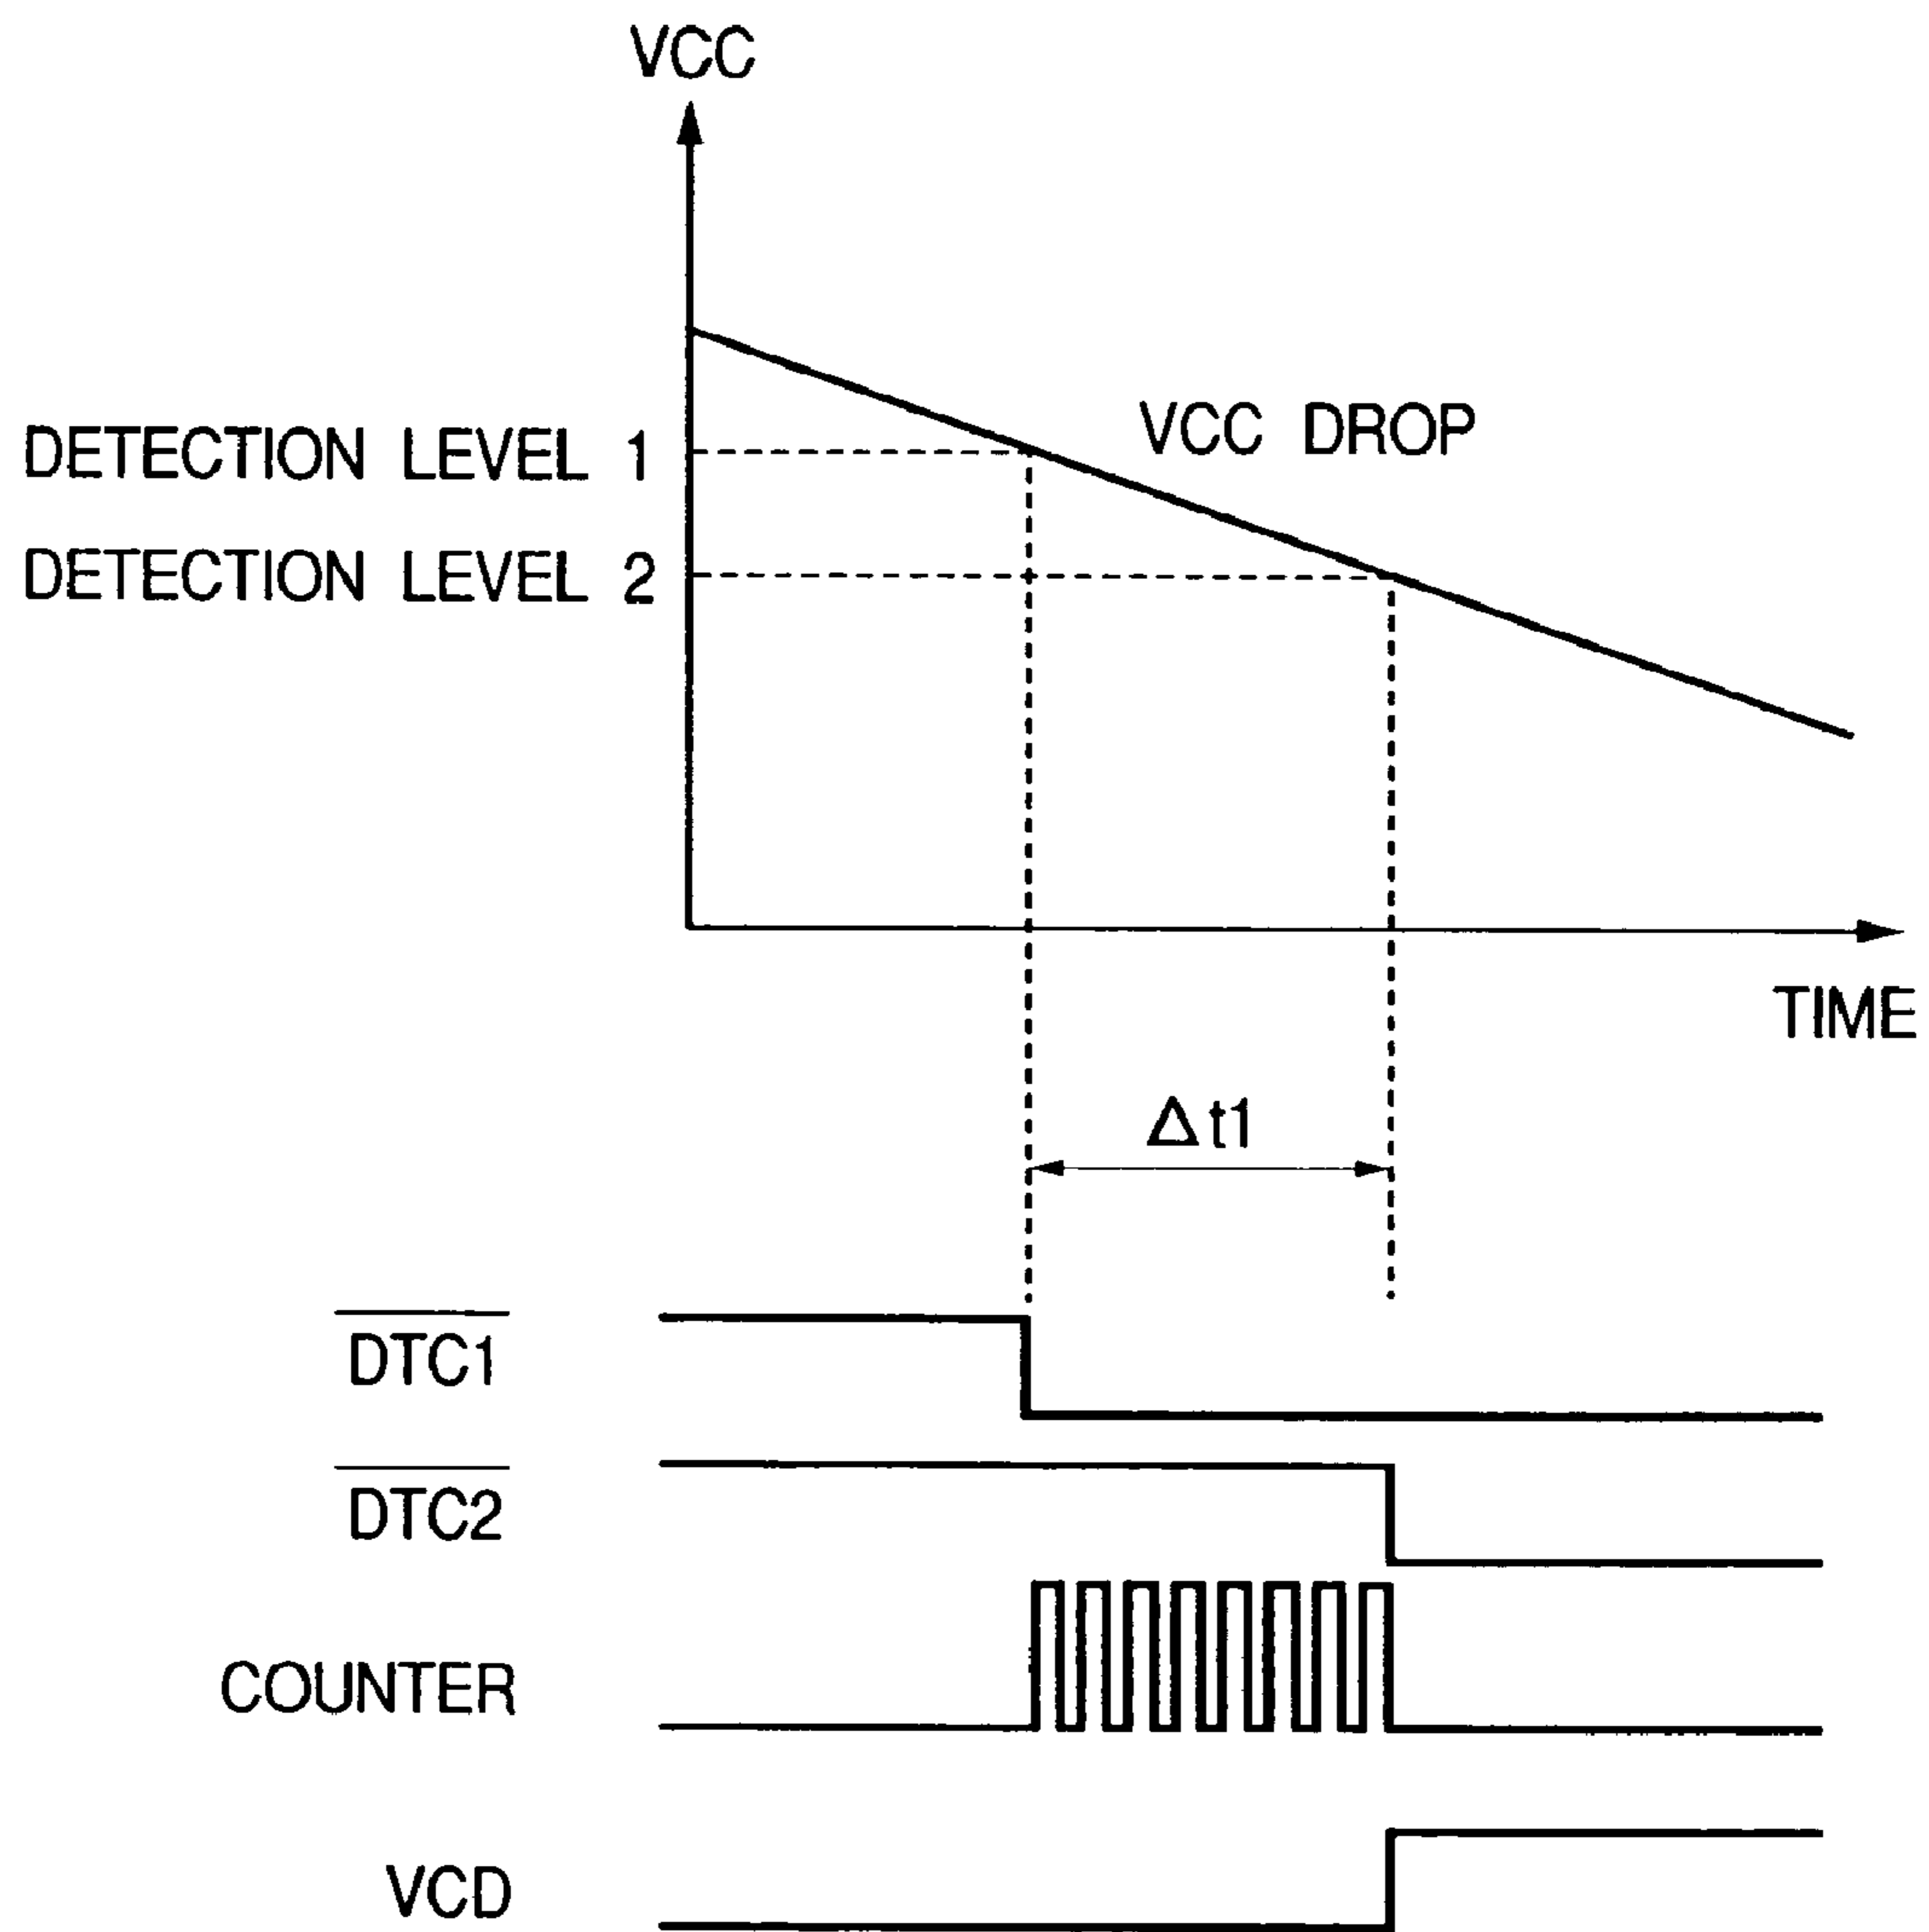 VCC
DETECTION LEVEL 1
VCC DROP
DETECTION LEVEL 2
TIME
Δt1
DTC1
DTC2
COUNTER
VCD